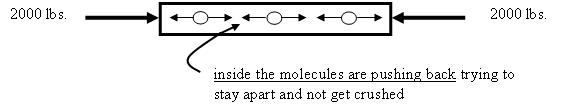 2000 lbs.
2000 lbs.
inside the molecules are pushing back trying to
stay apart and not get crushed